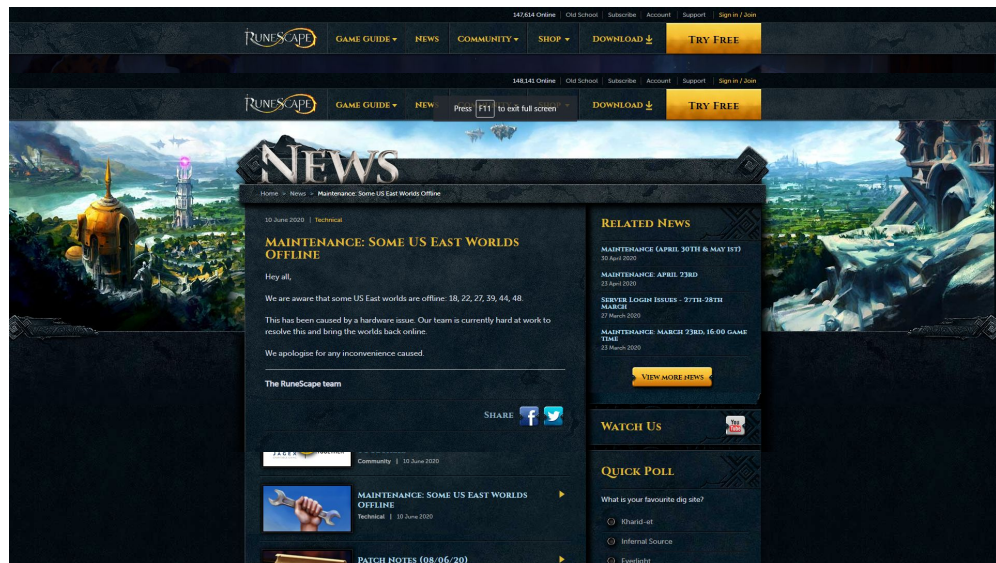 147,614 Online | Old School | Subscribe | Account | Support | Sign in / Join
RUNESCAPE GAME GUIDE NEWS COMMUNITY SHOP DOWNLOAD TRY FREE
148,141 Online | Old School | Subscribe | Account | Support | Sign in / Join
RUNESCAPE GAME GUIDE NEWS Press F11 to exit full screen DOWNLOAD TRY FREE
NEWS
Home > News > Maintenance: Some US East Worlds Offline
10 June 2020 | Technical
MAINTENANCE: SOME US EAST WORLDS
OFFLINE
Hey all,
We are aware that some US East worlds are offline: 18, 22, 27, 39, 44, 48.
This has been caused by a hardware issue. Our team is currently hard at work to
resolve this and bring the worlds back online.
We apologise for any inconvenience caused.
The RuneScape team
SHARE
Community | 10 June 2020
MAINTENANCE: SOME US EAST WORLDS
OFFLINE
Technical | 10 June 2020
PATCH NOTES (08/06/20)
RELATED NEWS
MAINTENANCE (APRIL 30TH & MAY 1ST)
30 April 2020
MAINTENANCE: APRIL 23RD
23 April 2020
SERVER LOGIN ISSUES - 27TH-28TH
MARCH
27 March 2020
MAINTENANCE: MARCH 23RD, 16:00 GAME
TIME
23 March 2020
VIEW MORE NEWS
WATCH US
You
Tube
QUICK POLL
What is your favourite dig site?
Kharid-et
Infernal Source
Everlight